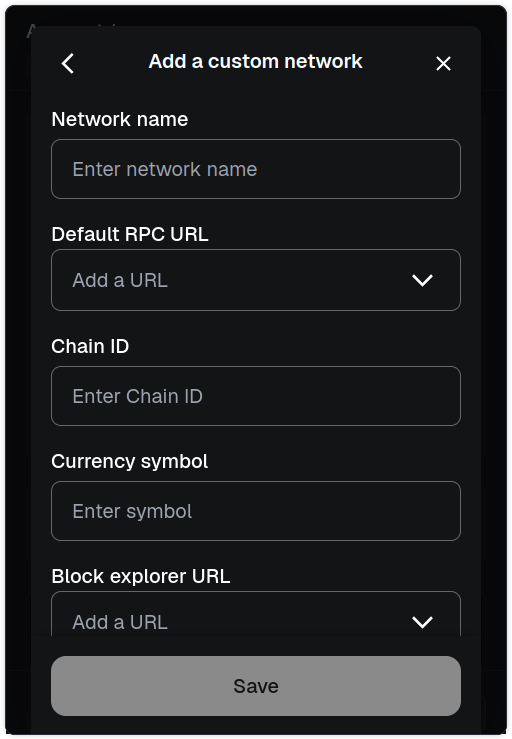 Add a custom network
Network name
Enter network name
Default RPC URL
Add a URL
Chain ID
Enter Chain ID
Currency symbol
Enter symbol
Block explorer URL
Add a URL
Save